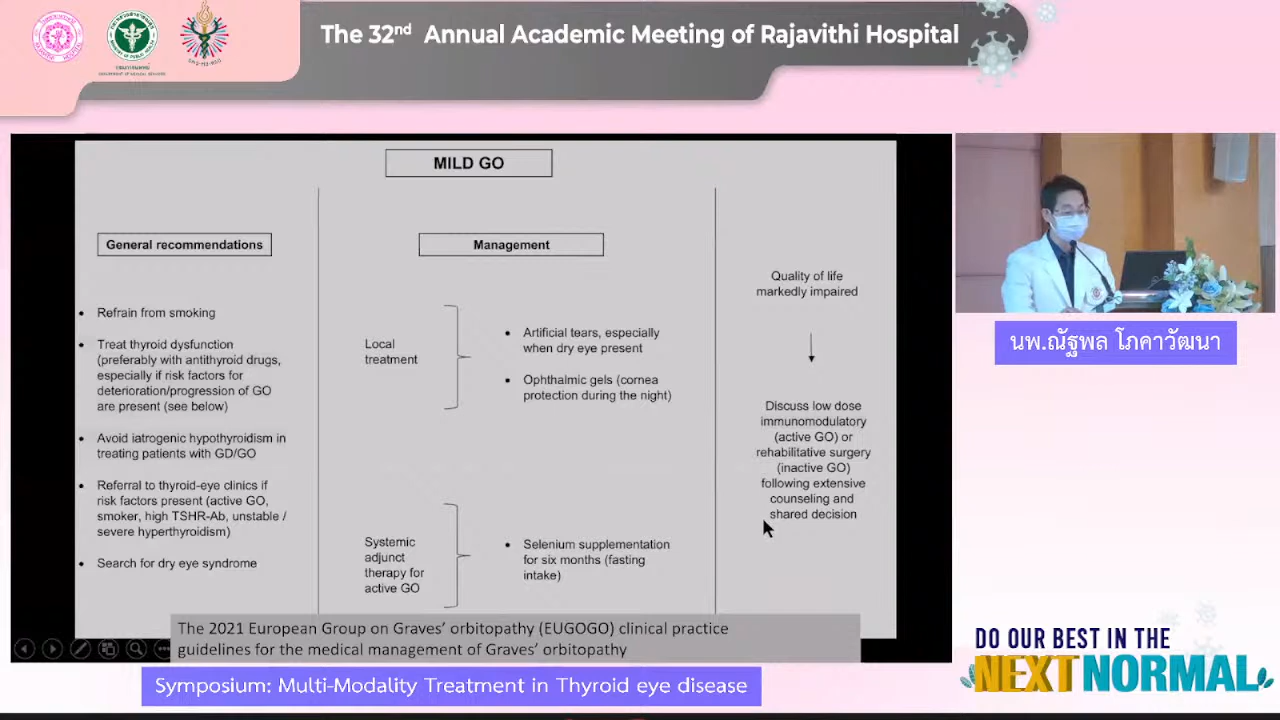 The 32nd Annual Academic Meeting of Rajavithi Hospital
MILD GO
General recommendations
• Refrain from smoking
• Treat thyroid dysfunction
(preferably with antithyroid drugs,
especially if risk factors for
deterioration/progression of GO
are present (see below)
• Avoid iatrogenic hypothyroidism in
treating patients with GD/GO
• Referral to thyroid-eye clinics if
risk factors present (active GO,
smoker, high TSHR-Ab, unstable /
severe hyperthyroidism)
• Search for dry eye syndrome
Management
Local
treatment
• Artificial tears, especially
when dry eye present
• Ophthalmic gels (cornea
protection during the night)
Systemic
adjunct
therapy for
active GO
• Selenium supplementation
for six months (fasting
intake)
Quality of life
markedly impaired
Discuss low dose
immunomodulatory
(active GO) or
rehabilitative surgery
(inactive GO)
following extensive
counseling and
shared decision
The 2021 European Group on Graves' orbitopathy (EUGOGO) clinical practice
guidelines for the medical management of Graves' orbitopathy
นพ.ณัฐพล โภคาวัฒนา
Symposium: Multi-Modality Treatment in Thyroid eye disease
DO OUR BEST IN THE
NEXT NORMAL